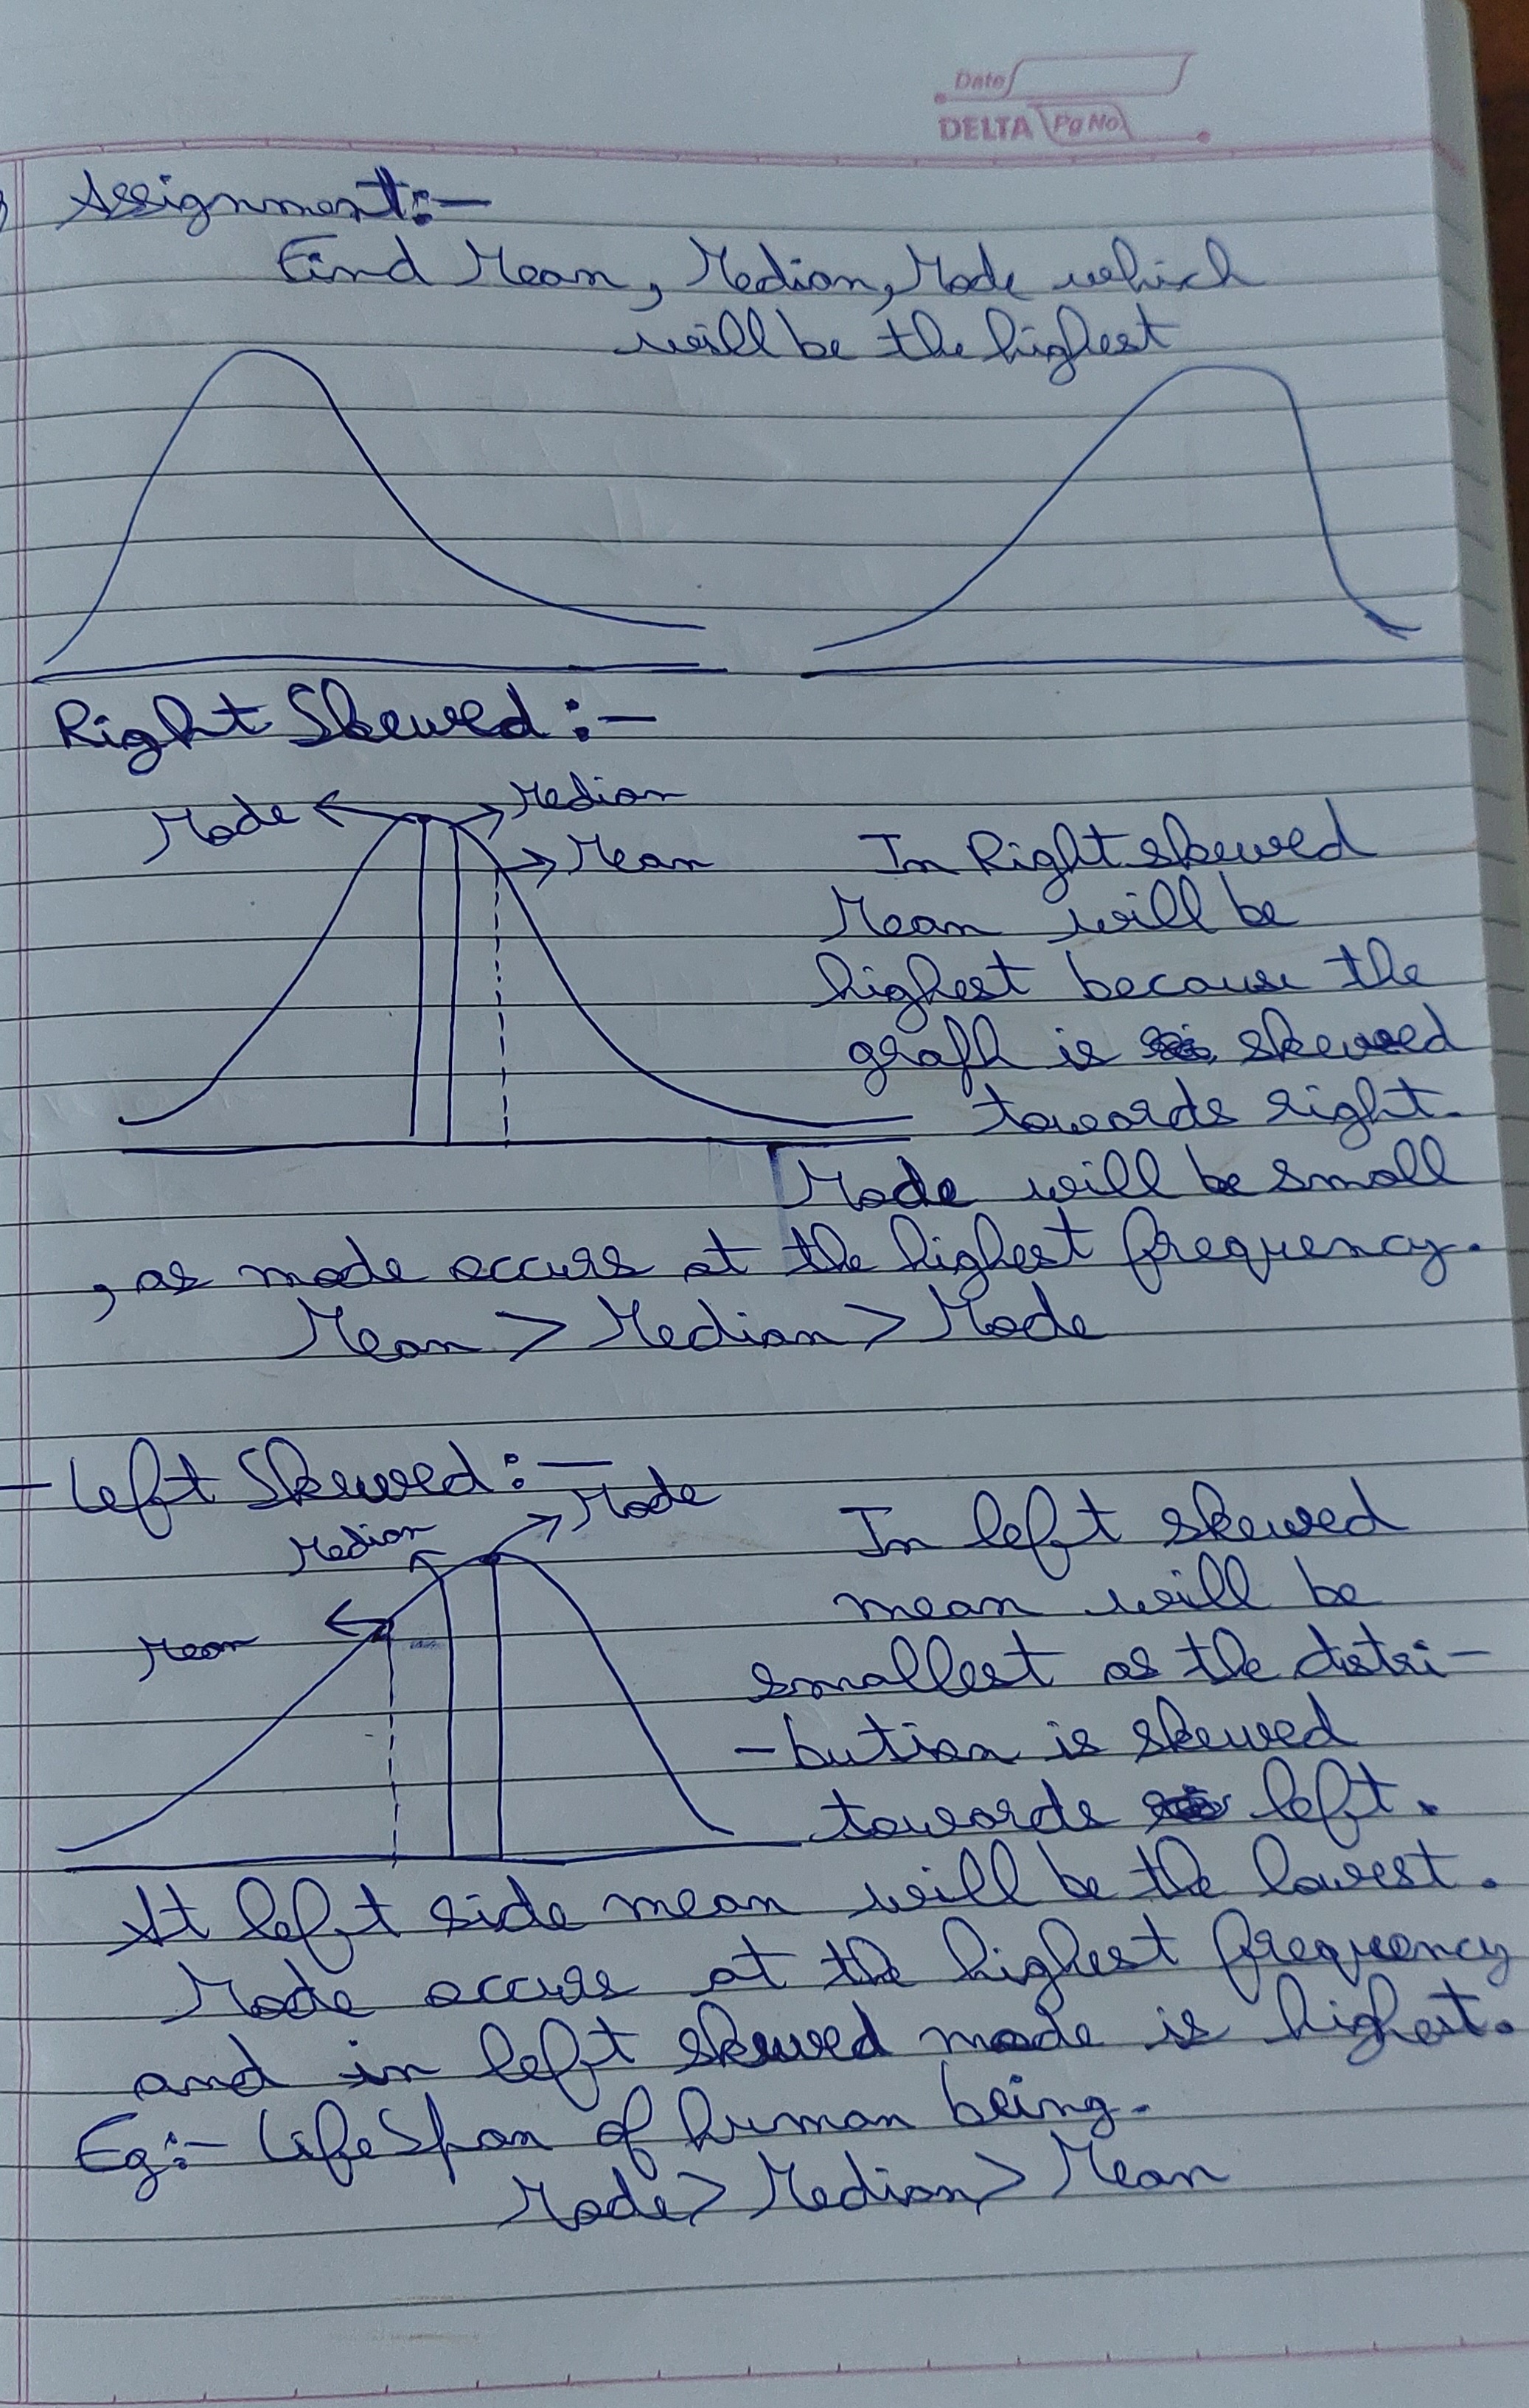 Date
DELTA Pg No
Assignment:-
Find Mean, Median, Mode which
will be the highest
Right Skewed :-
Mode
Median
Mean
In Right skewed
Mean will be
highest because the
graph is skewed
towards right.
Mode will be small
, as mode occurs at the highest frequency.
Mean > Median > Mode
- Left Skewed :-
Mode
Median
Mean
In left skewed
mean will be
smallest as the distri-
-bution is skewed
towards left.
At left side mean will be the lowest.
Mode occurs at the highest frequency
and in left skewed mode is highest.
Eg:- Life Span of human being.
Mode > Median > Mean